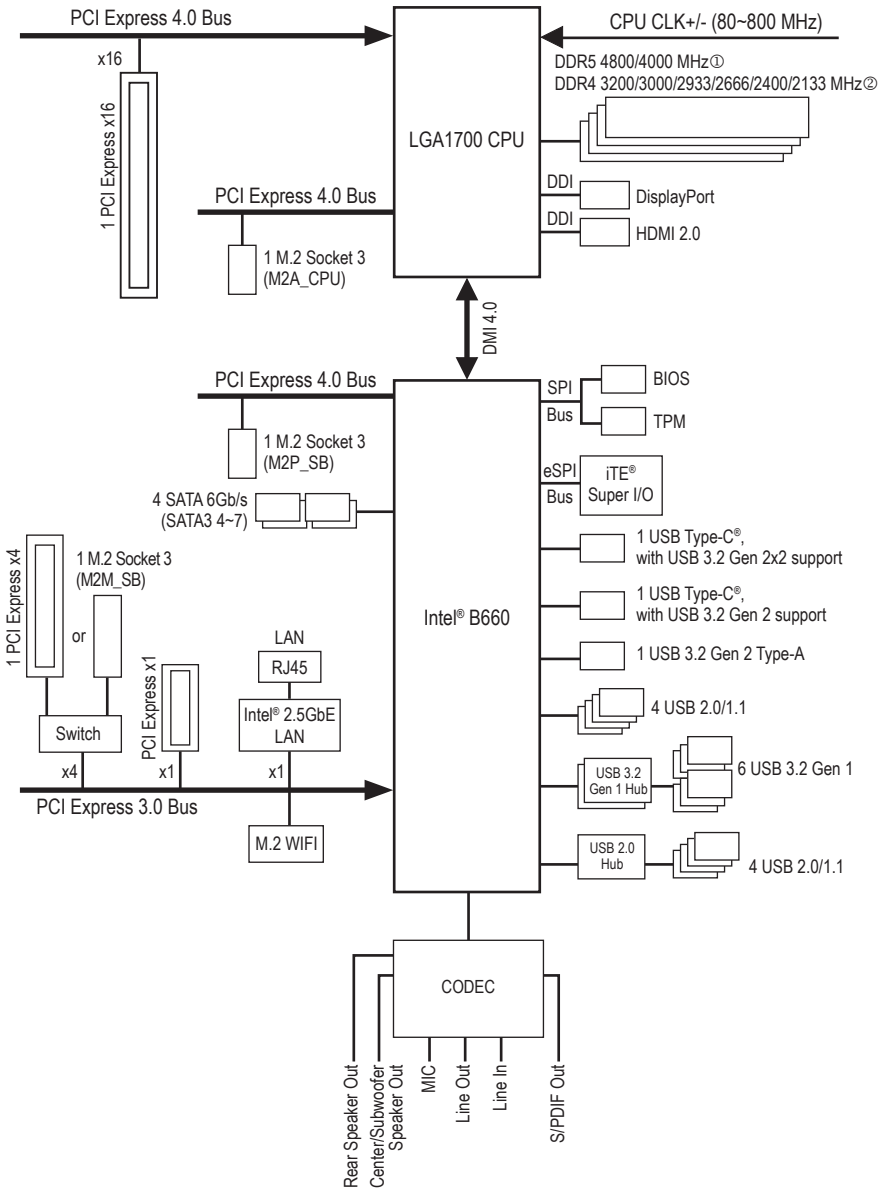 PCI Express 4.0 Bus
CPU CLK+/- (80~800 MHz)
x16
DDR5 4800/4000 MHz①
DDR4 3200/3000/2933/2666/2400/2133 MHz②
1 PCI Express x16
LGA1700 CPU
PCI Express 4.0 Bus
DDI
DisplayPort
DDI
HDMI 2.0
1 M.2 Socket 3
(M2A_CPU)
DMI 4.0
PCI Express 4.0 Bus
SPI
Bus
BIOS
TPM
1 M.2 Socket 3
(M2P_SB)
eSPI
Bus
iTE®
Super I/O
4 SATA 6Gb/s
(SATA3 4~7)
1 USB Type-C®,
with USB 3.2 Gen 2x2 support
1 PCI Express x4
or
1 M.2 Socket 3
(M2M_SB)
1 USB Type-C®,
with USB 3.2 Gen 2 support
Intel® B660
LAN
RJ45
1 USB 3.2 Gen 2 Type-A
PCI Express x1
Intel® 2.5GbE
LAN
4 USB 2.0/1.1
Switch
x4
x1
x1
USB 3.2
Gen 1 Hub
6 USB 3.2 Gen 1
PCI Express 3.0 Bus
M.2 WIFI
USB 2.0
Hub
4 USB 2.0/1.1
CODEC
Rear Speaker Out
Center/Subwoofer
Speaker Out
MIC
Line Out
Line In
S/PDIF Out